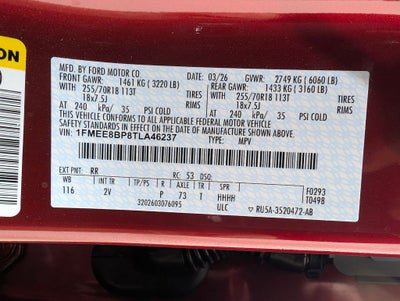 MFD. BY FORD MOTOR CO. 03/26 GVWR: 2749 KG (6060 LB)
FRONT GAWR: 1461 KG (3220 LB) REAR GAWR: 1433 KG (3160 LB)
WITH 255/70R18 113T TIRES WITH 255/70R18 113T TIRES
18x7.5J RIMS 18x7.5J RIMS
AT 240 kPa/ 35 PSI COLD AT 240 kPa/ 35 PSI COLD
THIS VEHICLE CONFORMS TO ALL APPLICABLE FEDERAL MOTOR VEHICLE
SAFETY STANDARDS IN EFFECT ON THE DATE OF MANUFACTURE SHOWN ABOVE.
VIN: 1FMEE8BP8TLA46237
TYPE: MPV
EXT PNT: RR RC: 53 DSO:
WB INT TR TP/PS R AXLE TR SPR F0293
116 2V P 73 1 HHHH T0498
3202603076095 ULC RU5A-3520472-AB
ION